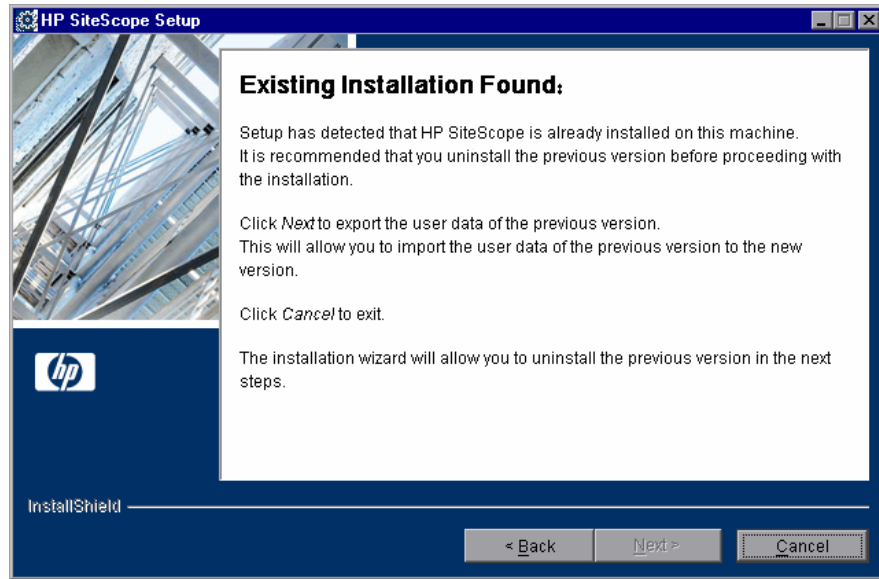 HP SiteScope Setup
Existing Installation Found:
Setup has detected that HP SiteScope is already installed on this machine.
It is recommended that you uninstall the previous version before proceeding with
the installation.
Click Next to export the user data of the previous version.
This will allow you to import the user data of the previous version to the new
version.
Click Cancel to exit.
The installation wizard will allow you to uninstall the previous version in the next
steps.
hp
InstallShield
< Back
Next >
Cancel